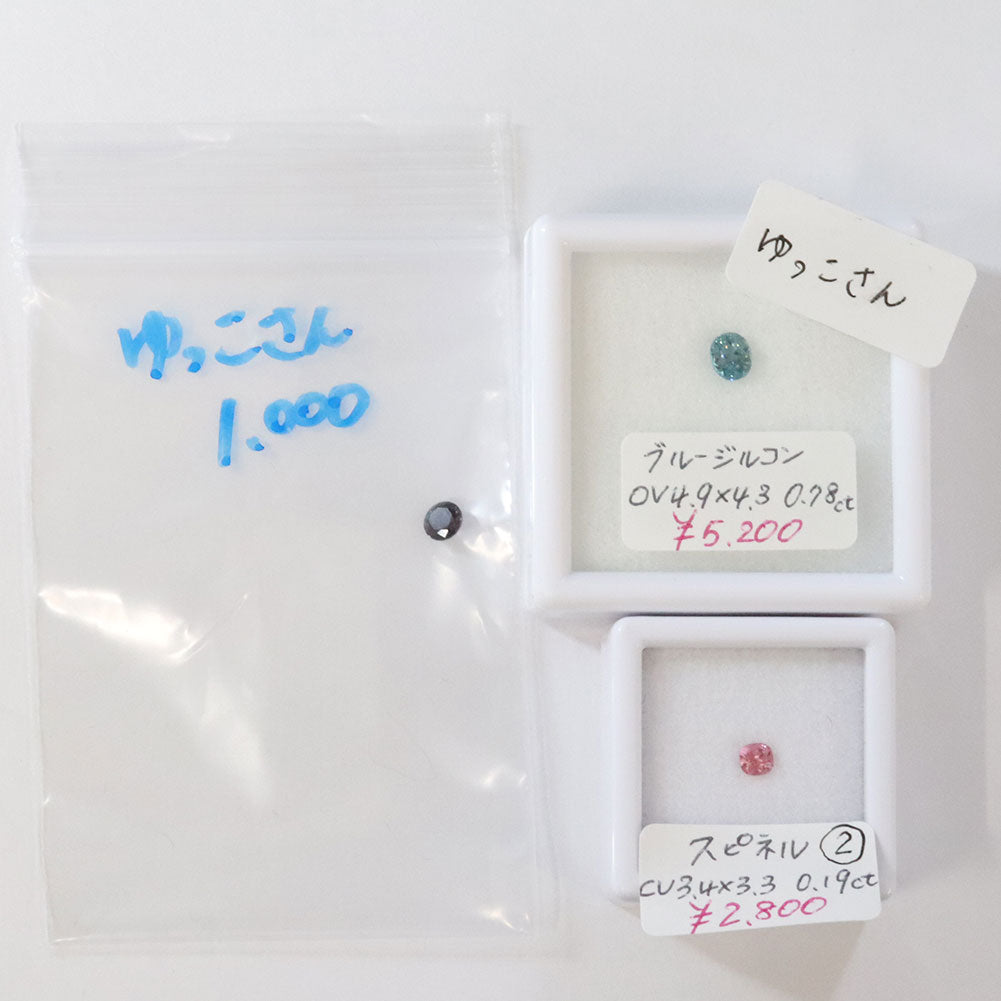 ゆっこさん
1.000
ゆっこさん
ブルージルコン
OV4.9×4.3 0.78ct
¥5.200
スピネル②
CU3.4×3.3 0.19ct
¥2.800